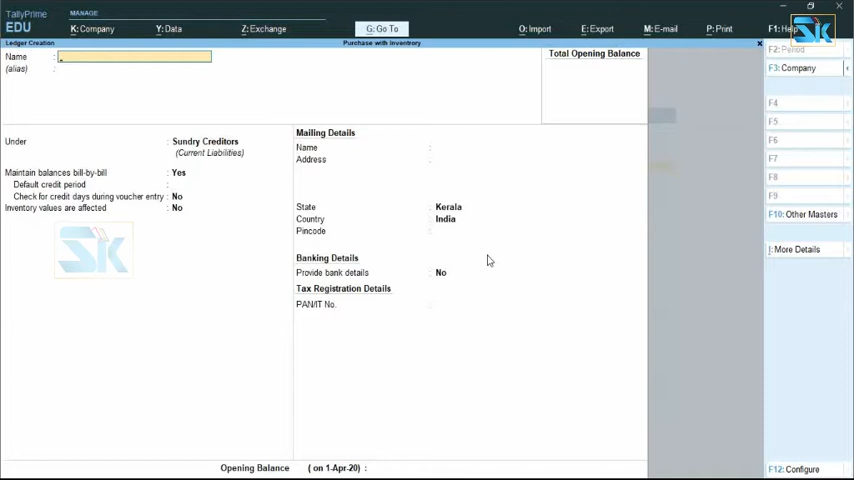 TallyPrime
EDU
MANAGE
K: Company
Y: Data
Z: Exchange
G: Go To
O: Import
E: Export
M: E-mail
P: Print
F1: Help
Ledger Creation
Purchase with Inventory
Name :
(alias) :
Total Opening Balance
Under : Sundry Creditors
(Current Liabilities)
Maintain balances bill-by-bill : Yes
Default credit period :
Check for credit days during voucher entry : No
Inventory values are affected : No
Mailing Details
Name :
Address :
State : Kerala
Country : India
Pincode :
Banking Details
Provide bank details : No
Tax Registration Details
PAN/IT No. :
Opening Balance ( on 1-Apr-20) :
F2: Period
F3: Company
F4
F5
F6
F7
F8
F9
F10: Other Masters
I: More Details
F12: Configure
SK
SK